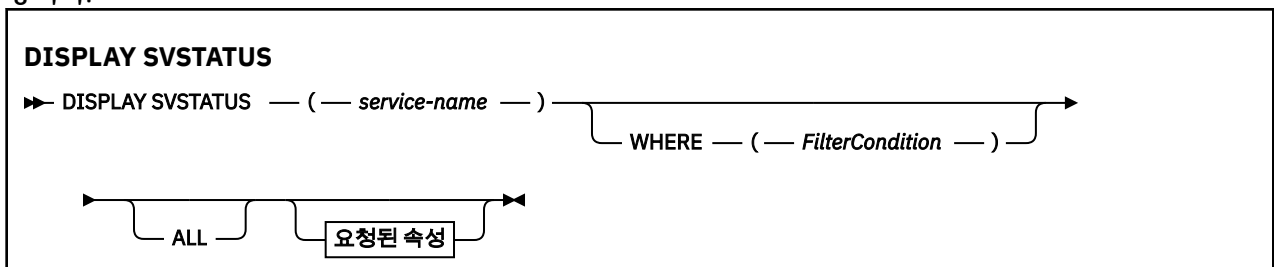 DISPLAY SVSTATUS
DISPLAY SVSTATUS — ( — service-name — )
WHERE — ( — FilterCondition — )
ALL
요청된 속성